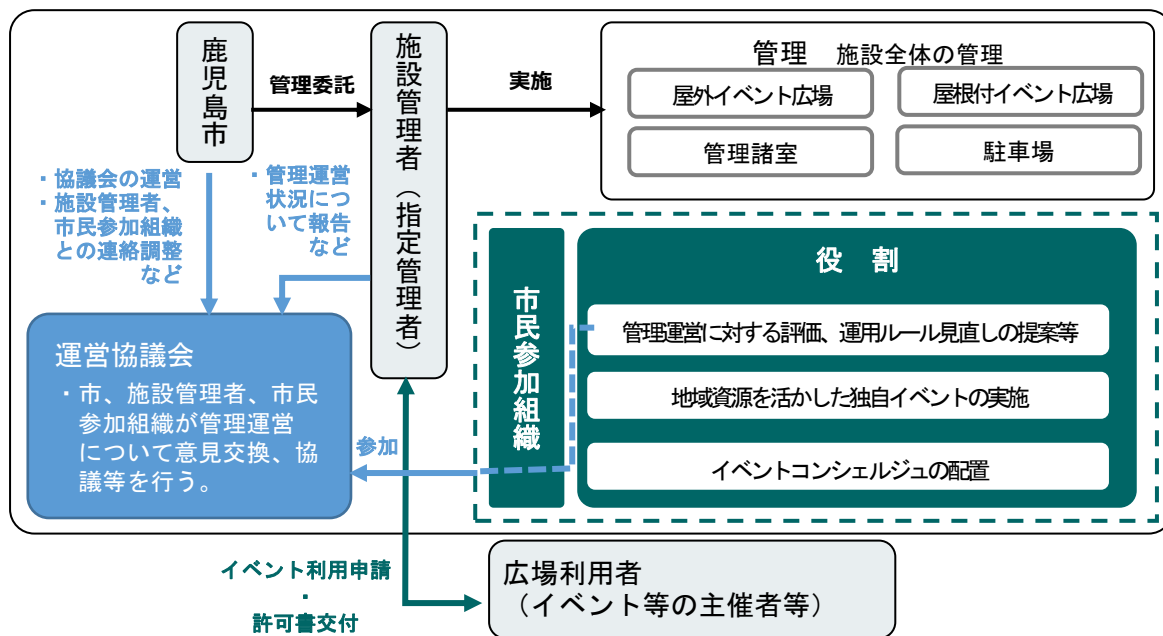 鹿児島市
管理委託
施設管理者（指定管理者）
実施
管理　施設全体の管理
屋外イベント広場
屋根付イベント広場
管理諸室
駐車場
・協議会の運営
・施設管理者、
市民参加組織
との連絡調整
など
・管理運営
状況につ
いて報告
など
運営協議会
・市、施設管理者、市民
参加組織が管理運営
について意見交換、協
議等を行う。
参加
市民参加組織
役　割
管理運営に対する評価、運用ルール見直しの提案等
地域資源を活かした独自イベントの実施
イベントコンシェルジュの配置
イベント利用申請
・
許可書交付
広場利用者
（イベント等の主催者等）